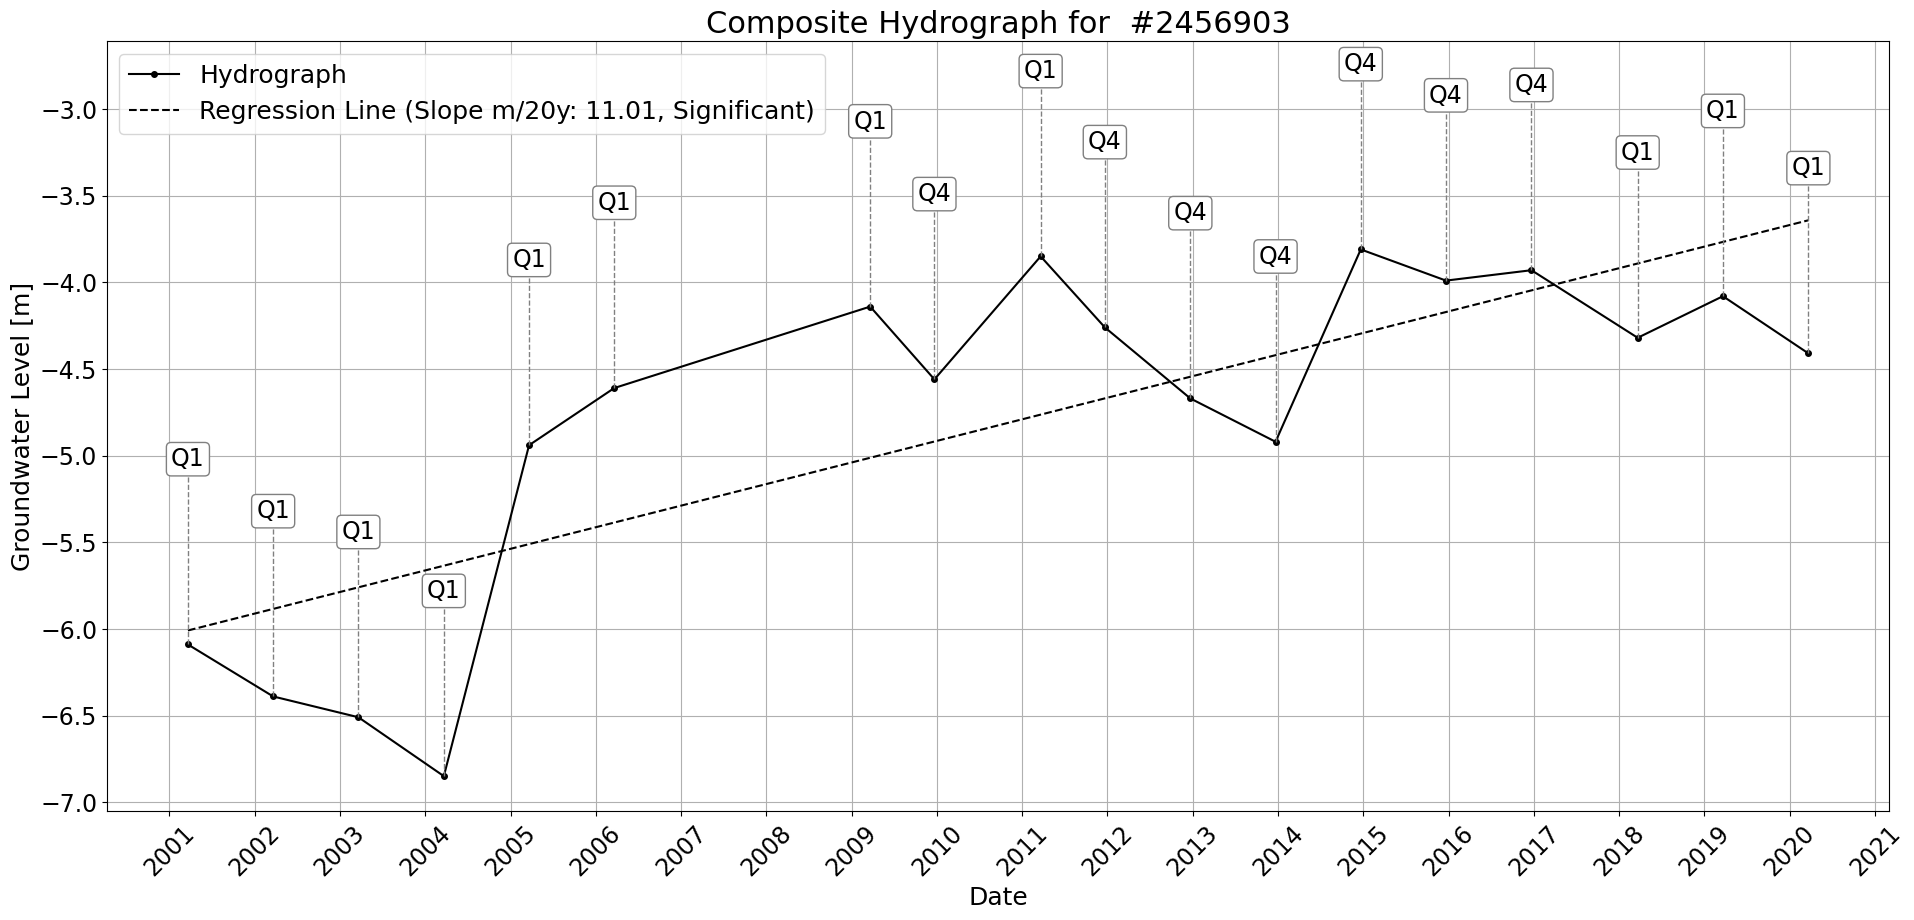 Composite Hydrograph for  #2456903
Hydrograph
Regression Line (Slope m/20y: 11.01, Significant)
Groundwater Level [m]
−3.0
−3.5
−4.0
−4.5
−5.0
−5.5
−6.0
−6.5
−7.0
Q1
Q1
Q1
Q1
Q1
Q1
Q1
Q4
Q1
Q4
Q4
Q4
Q4
Q4
Q4
Q1
Q1
Q1
2001
2002
2003
2004
2005
2006
2007
2008
2009
2010
2011
2012
2013
2014
2015
2016
2017
2018
2019
2020
2021
Date